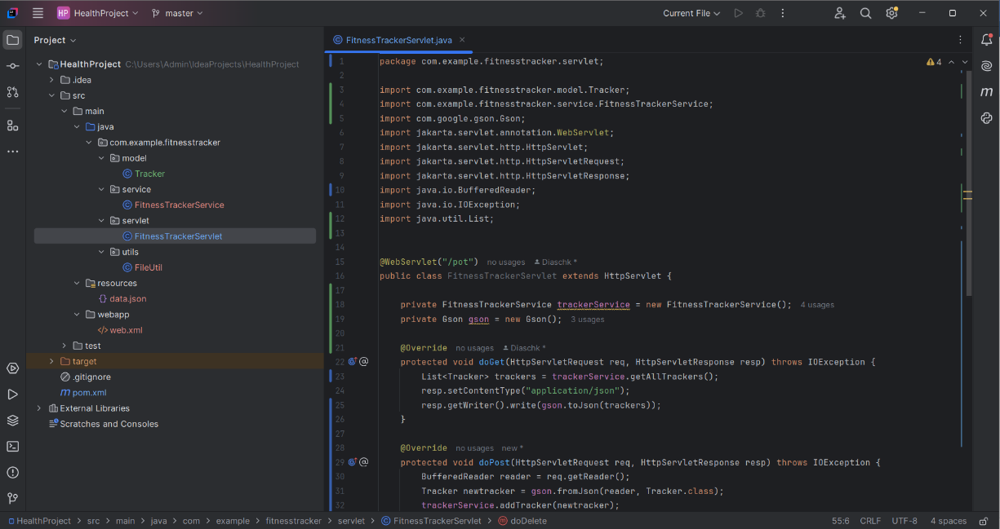 HP HealthProject master Current File
Project
FitnessTrackerServlet.java
HealthProject C:\Users\Admin\IdeaProjects\HealthProject
.idea
src
main
java
com.example.fitnesstracker
model
Tracker
service
FitnessTrackerService
servlet
FitnessTrackerServlet
utils
FileUtil
resources
data.json
webapp
web.xml
test
target
.gitignore
pom.xml
External Libraries
Scratches and Consoles
4
1 package com.example.fitnesstracker.servlet;
2
3 import com.example.fitnesstracker.model.Tracker;
4 import com.example.fitnesstracker.service.FitnessTrackerService;
5 import com.google.gson.Gson;
6 import jakarta.servlet.annotation.WebServlet;
7 import jakarta.servlet.http.HttpServlet;
8 import jakarta.servlet.http.HttpServletRequest;
9 import jakarta.servlet.http.HttpServletResponse;
10 import java.io.BufferedReader;
11 import java.io.IOException;
12 import java.util.List;
13
14
15 @WebServlet("/pot") no usages Diaschk *
16 public class FitnessTrackerServlet extends HttpServlet {
17
18 private FitnessTrackerService trackerService = new FitnessTrackerService(); 4 usages
19 private Gson gson = new Gson(); 3 usages
20
21 @Override no usages Diaschk *
22 protected void doGet(HttpServletRequest req, HttpServletResponse resp) throws IOException {
23 List<Tracker> trackers = trackerService.getAllTrackers();
24 resp.setContentType("application/json");
25 resp.getWriter().write(gson.toJson(trackers));
26 }
27
28 @Override no usages new *
29 protected void doPost(HttpServletRequest req, HttpServletResponse resp) throws IOException {
30 BufferedReader reader = req.getReader();
31 Tracker newtracker = gson.fromJson(reader, Tracker.class);
32 trackerService.addTracker(newtracker);
HealthProject > src > main > java > com > example > fitnesstracker > servlet > FitnessTrackerServlet > doDelete 55:6 CRLF UTF-8 4 spaces